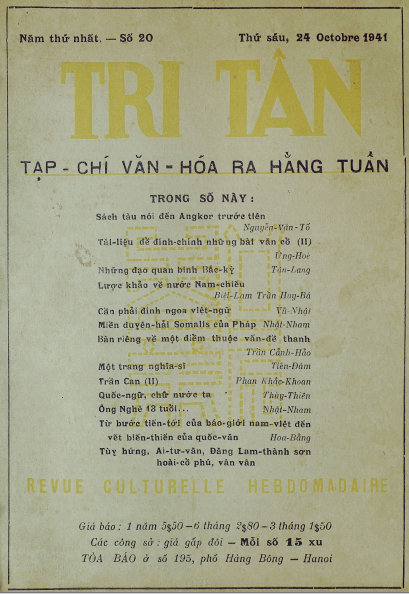 Năm thứ nhất. — Số 20 Thứ sáu, 24 Octobre 1941
TRI TÂN
TẠP - CHÍ VĂN - HÓA RA HẰNG TUẦN
TRONG SỐ NÀY :
Sách tàu nói đến Angkor trước tiên
Nguyễn-Văn-Tố
Tài-liệu để đính-chính những bài văn cổ (II)
Ứng-Hoè
Những đạo quan binh Bắc-kỳ Tân-Lang
Lược khảo về nước Nam-chiếu
Biệt-Lam Trần Huy-Bá
Cần phải đính ngoa việt-ngữ Vh-Nhật
Miền duyên-hải Somalis của Pháp Nhật-Nham
Bàn riêng về một điểm thuộc vấn-đề thanh
Trần Cảnh-Hảo
Một trang nghĩa-sĩ Tiên-Đàm
Trần Can (II) Phan Khắc-Khoan
Quốc-ngữ, chữ nước ta Thùy-Thiên
Ông Nghè 13 tuổi... Nhật-Nham
Từ bước tiến-tới của báo-giới nam-việt đến
vết biến-thiên của quốc-văn Hoa-Bằng
Tuỳ hứng, Ai-tư-vãn, Đăng Lam-thành sơn
hoài-cổ phú, vân vân
REVUE CULTURELLE HEBDOMADAIRE
Giá báo : 1 năm 5$50 — 6 tháng 2$80 — 3 tháng 1$50
Các công sở : giá gấp đôi — Mỗi số 15 xu
TÒA BÁO ở số 195, phố Hàng Bông — Hanoi